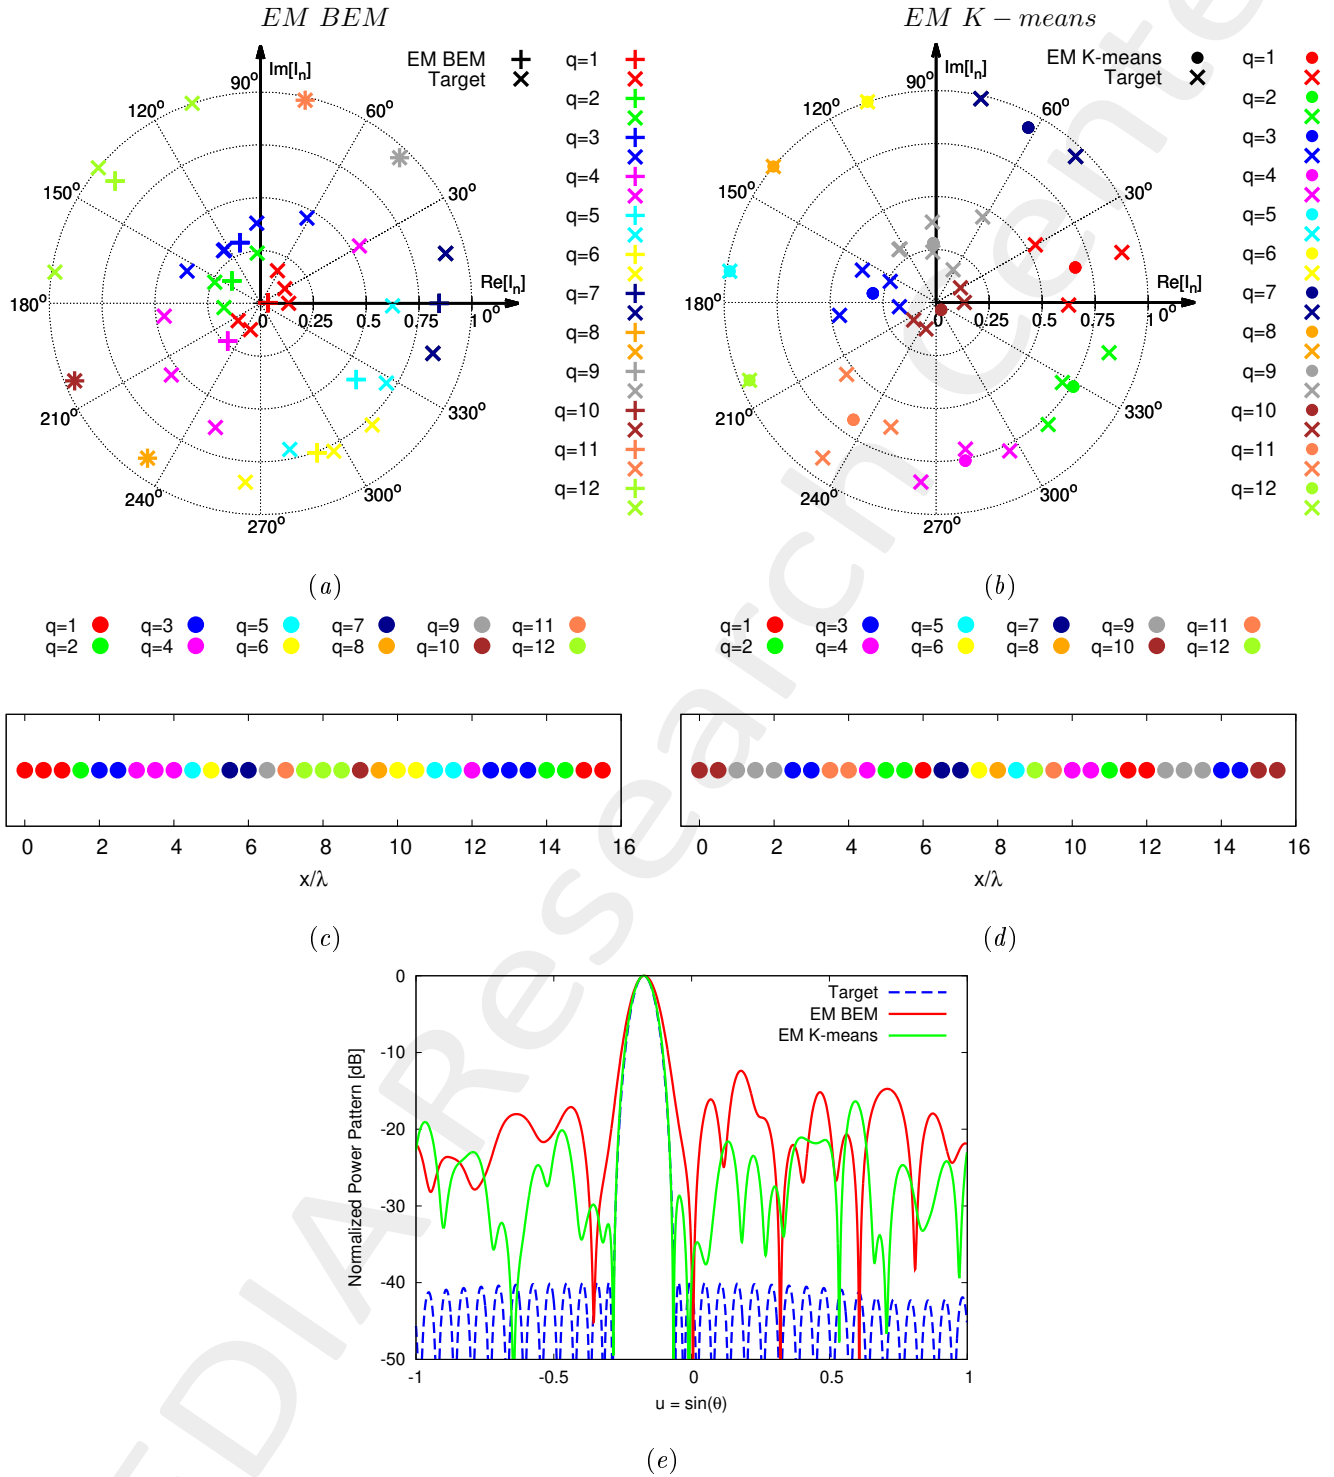 EM BEM
EM K − means
EM BEM
Target
Im[In]
Re[In]
90°
60°
30°
0°
330°
300°
270°
240°
210°
180°
150°
120°
0 0.25 0.5 0.75 1
q=1
q=2
q=3
q=4
q=5
q=6
q=7
q=8
q=9
q=10
q=11
q=12
EM K-means
Target
Im[In]
Re[In]
90°
60°
30°
0°
330°
300°
270°
240°
210°
180°
150°
120°
0 0.25 0.5 0.75 1
q=1
q=2
q=3
q=4
q=5
q=6
q=7
q=8
q=9
q=10
q=11
q=12
(a)
(b)
q=1 q=3 q=5 q=7 q=9 q=11
q=2 q=4 q=6 q=8 q=10 q=12
q=1 q=3 q=5 q=7 q=9 q=11
q=2 q=4 q=6 q=8 q=10 q=12
0 2 4 6 8 10 12 14 16
x/λ
0 2 4 6 8 10 12 14 16
x/λ
(c)
(d)
Target
EM BEM
EM K-means
Normalized Power Pattern [dB]
0
-10
-20
-30
-40
-50
-1 -0.5 0 0.5 1
u = sin(θ)
(e)
EDIA Research Cente